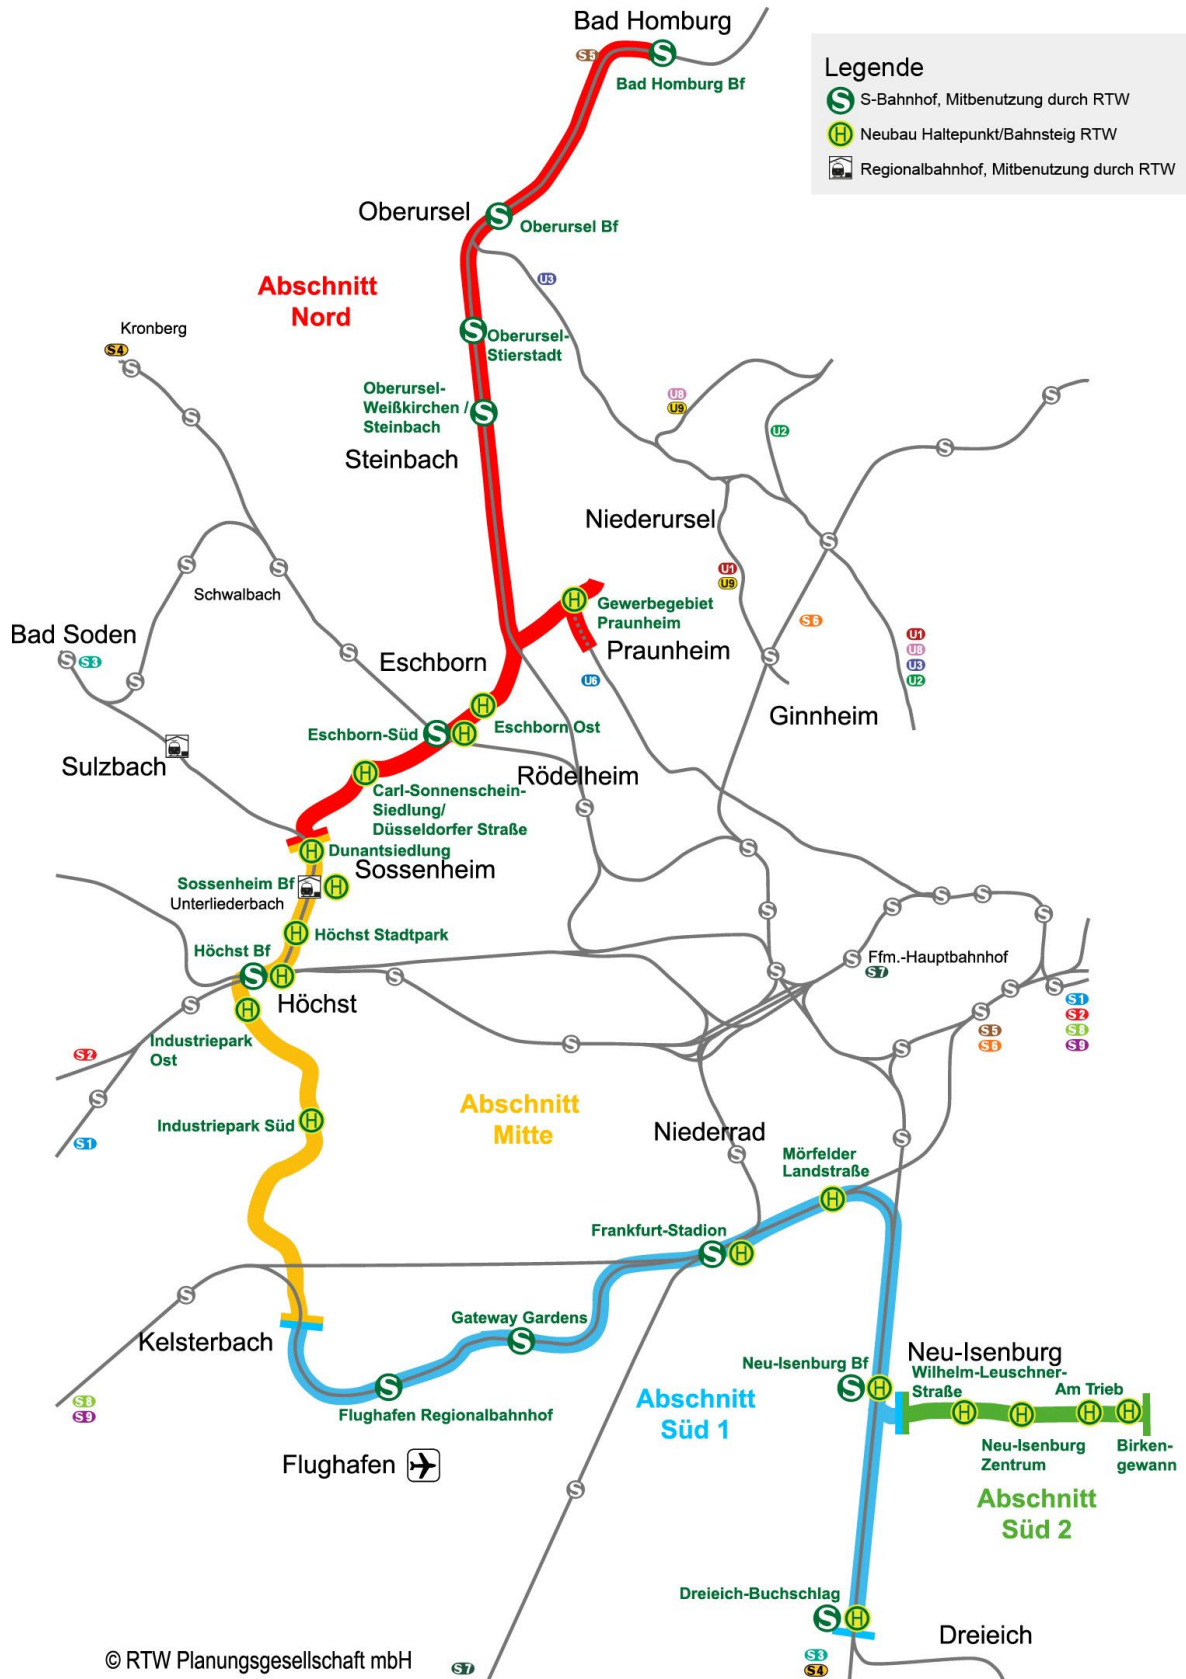 Bad Homburg
S5
Bad Homburg Bf
Legende
S S-Bahnhof, Mitbenutzung durch RTW
H Neubau Haltepunkt/Bahnsteig RTW
Regionalbahnhof, Mitbenutzung durch RTW
Oberursel
Oberursel Bf
U3
Abschnitt
Nord
Kronberg
S4
Oberursel-
Stierstadt
Oberursel-
Weißkirchen /
Steinbach
Steinbach
U8
U9
U2
Niederursel
U1
U9
Schwalbach
Gewerbegebiet
Praunheim
Praunheim
S6
U1
U8
U3
U2
Bad Soden
S3
Eschborn
U6
Ginnheim
Eschborn Ost
Eschborn-Süd
Sulzbach
Rödelheim
Carl-Sonnenschein-
Siedlung/
Düsseldorfer Straße
Dunantsiedlung
Sossenheim
Sossenheim Bf
Unterliederbach
Höchst Stadtpark
Höchst Bf
Höchst
Ffm.-Hauptbahnhof
S7
S1
S2
S8
S9
S5
S6
Industriepark
Ost
S2
Industriepark Süd
S1
Abschnitt
Mitte
Niederrad
Mörfelder
Landstraße
Frankfurt-Stadion
Gateway Gardens
Kelsterbach
S8
S9
Flughafen Regionalbahnhof
Flughafen
Abschnitt
Süd 1
Neu-Isenburg Bf
Neu-Isenburg
Wilhelm-Leuschner-
Straße
Am Trieb
Neu-Isenburg
Zentrum
Birken-
gewann
Abschnitt
Süd 2
Dreieich-Buchschlag
Dreieich
S3
S4
S7
© RTW Planungsgesellschaft mbH